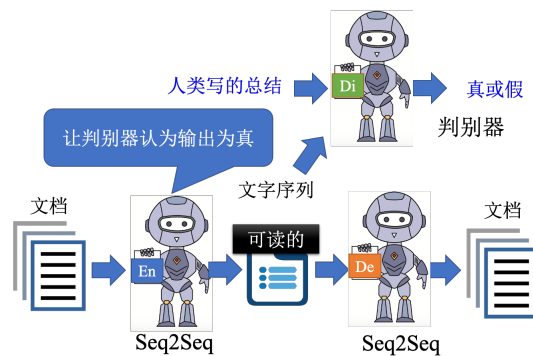 人类写的总结
Di
真或假
判别器
让判别器认为输出为真
文字序列
文档
En
可读的
De
文档
Seq2Seq
Seq2Seq